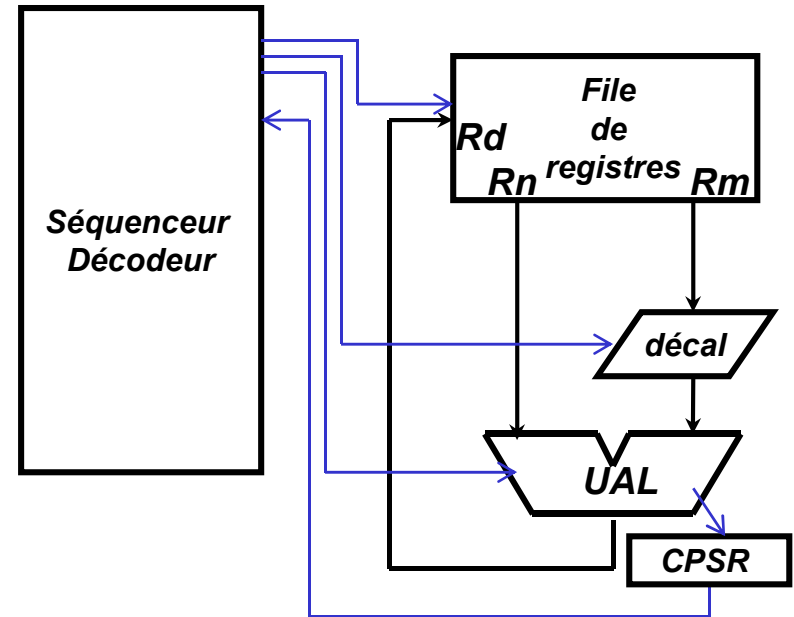 Séquenceur
Décodeur
File
de
registres
Rd
Rn
Rm
décal
UAL
CPSR